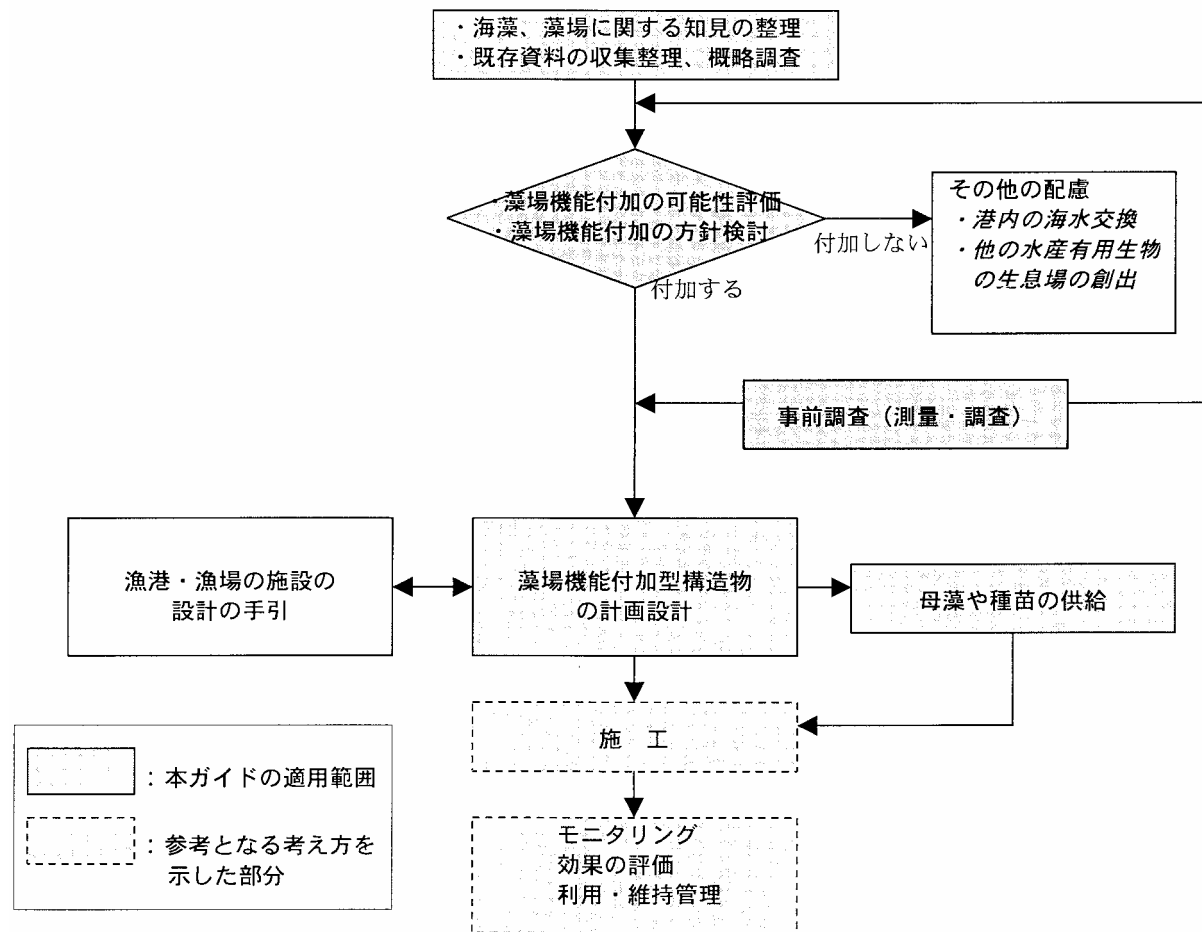 ・海藻、藻場に関する知見の整理
・既存資料の収集整理、概略調査
・藻場機能付加の可能性評価
・藻場機能付加の方針検討
付加しない
付加する
その他の配慮
・港内の海水交換
・他の水産有用生物
の生息場の創出
事前調査（測量・調査）
漁港・漁場の施設の
設計の手引
藻場機能付加型構造物
の計画設計
母藻や種苗の供給
施 工
モニタリング
効果の評価
利用・維持管理
：本ガイドの適用範囲
：参考となる考え方を
示した部分